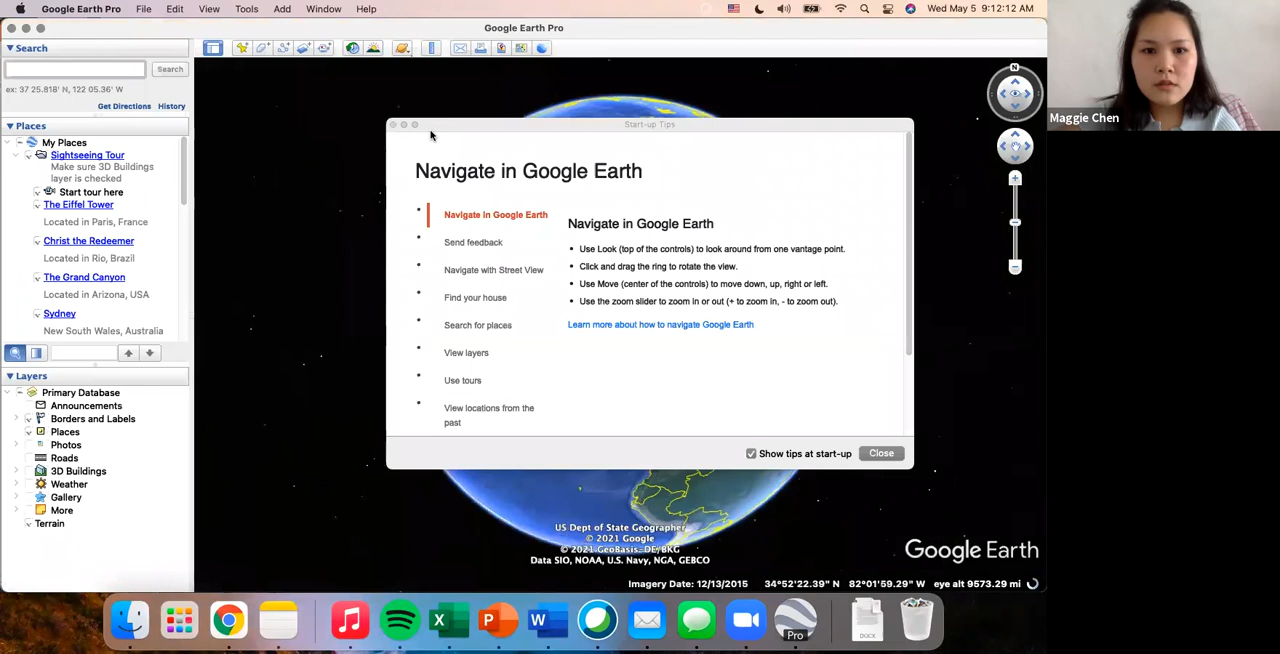 Google Earth Pro File Edit View Tools Add Window Help Wed May 5 9:12:12 AM
Google Earth Pro
Search
Search
ex: 37 25.818' N, 122 05.36' W
Get Directions History
Places
My Places
Sightseeing Tour
Make sure 3D Buildings
layer is checked
Start tour here
The Eiffel Tower
Located in Paris, France
Christ the Redeemer
Located in Rio, Brazil
The Grand Canyon
Located in Arizona, USA
Sydney
New South Wales, Australia
Layers
Primary Database
Announcements
Borders and Labels
Places
Photos
Roads
3D Buildings
Weather
Gallery
More
Terrain
Start-up Tips
Navigate in Google Earth
Navigate in Google Earth
Send feedback
Navigate with Street View
Find your house
Search for places
View layers
Use tours
View locations from the
past
Navigate in Google Earth
• Use Look (top of the controls) to look around from one vantage point.
• Click and drag the ring to rotate the view.
• Use Move (center of the controls) to move down, up, right or left.
• Use the zoom slider to zoom in or out (+ to zoom in, - to zoom out).
Learn more about how to navigate Google Earth
Show tips at start-up Close
N
US Dept of State Geographer
© 2021 Google
© 2021 GeoBasis-DE/BKG
Data SIO, NOAA, U.S. Navy, NGA, GEBCO
Google Earth
Imagery Date: 12/13/2015 34°52'22.39" N 82°01'59.29" W eye alt 9573.29 mi
Maggie Chen
X
P
W
Pro
DOCX